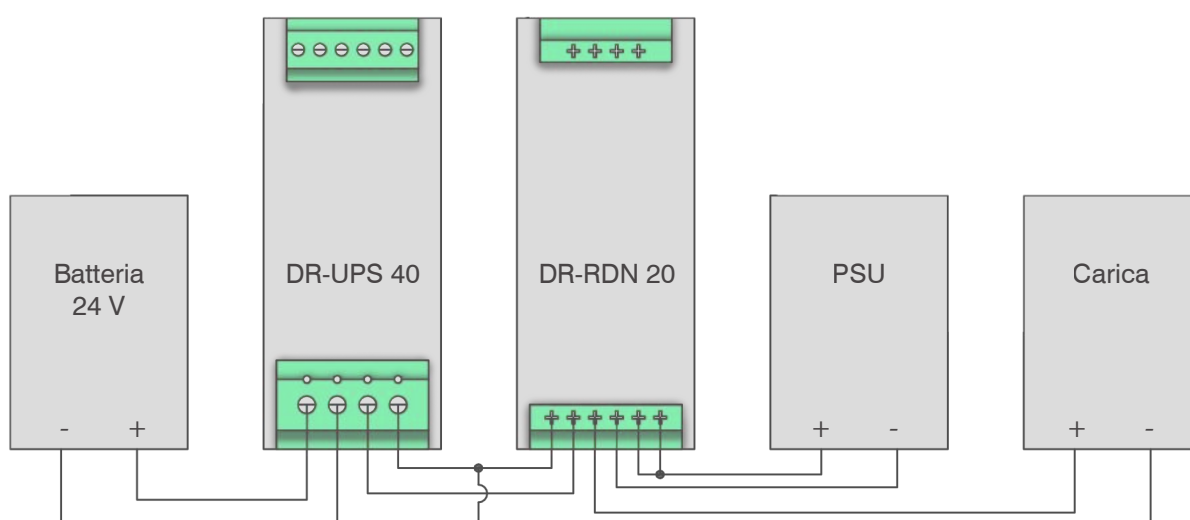 Batteria
24 V
DR-UPS 40
DR-RDN 20
PSU
Carica
- +
+ -
+ -